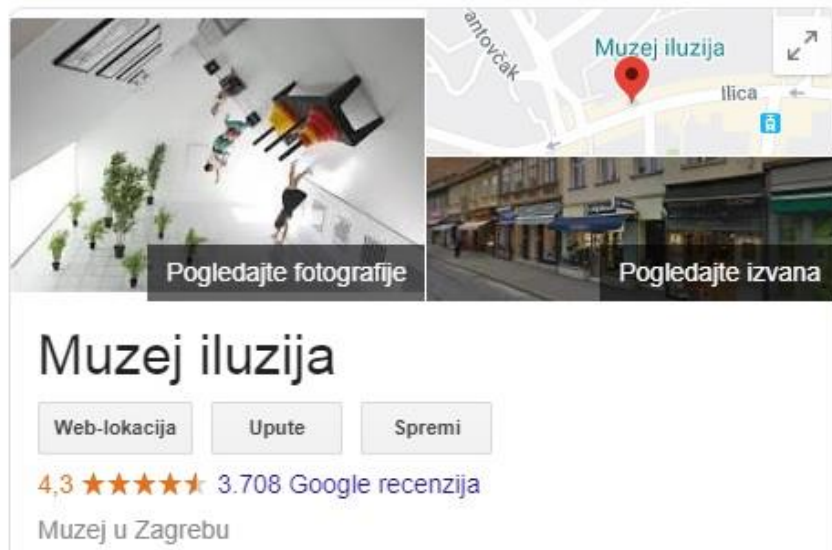 antovčak
Muzej iluzija
Ilica
Pogledajte fotografije
Pogledajte izvana
Muzej iluzija
Web-lokacija
Upute
Spremi
4,3
3.708 Google recenzija
Muzej u Zagrebu